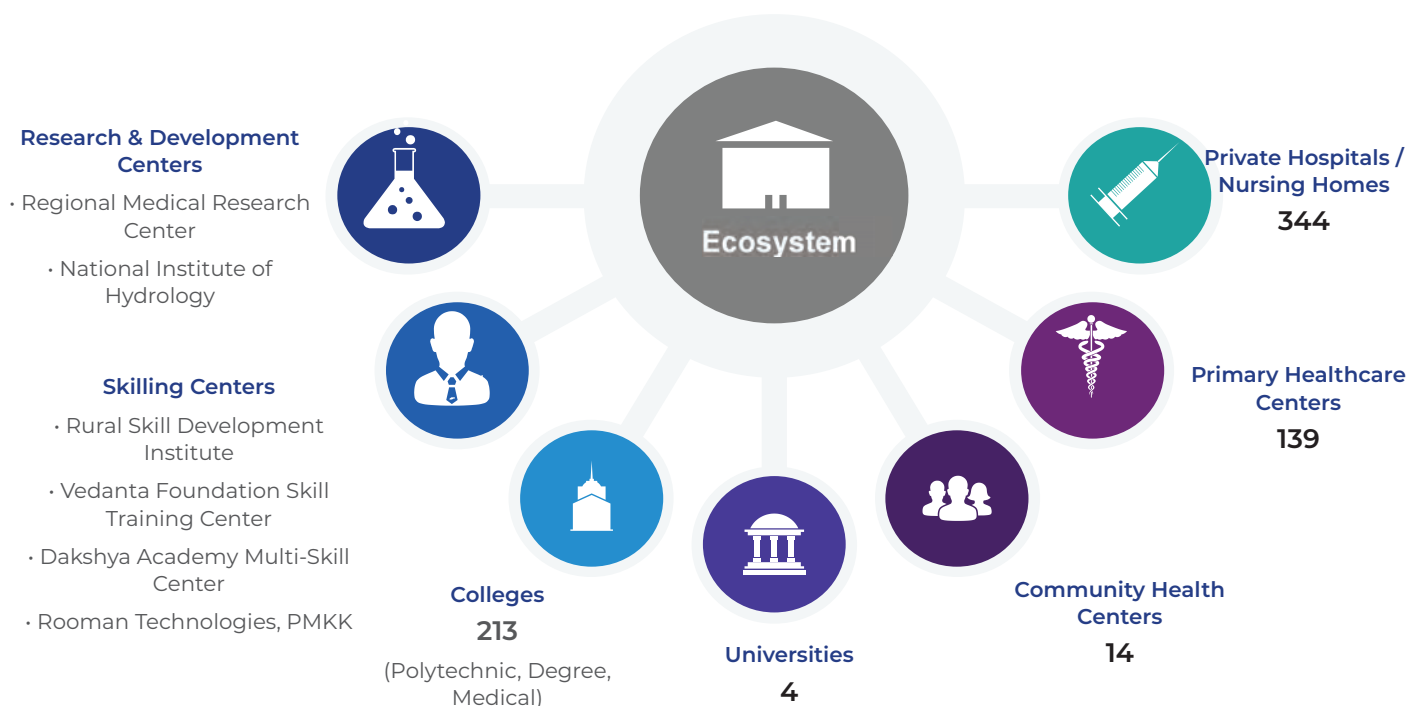 Ecosystem
Research & Development
Centers
· Regional Medical Research
Center
· National Institute of
Hydrology
Skilling Centers
· Rural Skill Development
Institute
· Vedanta Foundation Skill
Training Center
· Dakshya Academy Multi-Skill
Center
· Rooman Technologies, PMKK
Colleges
213
(Polytechnic, Degree,
Medical)
Universities
4
Community Health
Centers
14
Primary Healthcare
Centers
139
Private Hospitals /
Nursing Homes
344